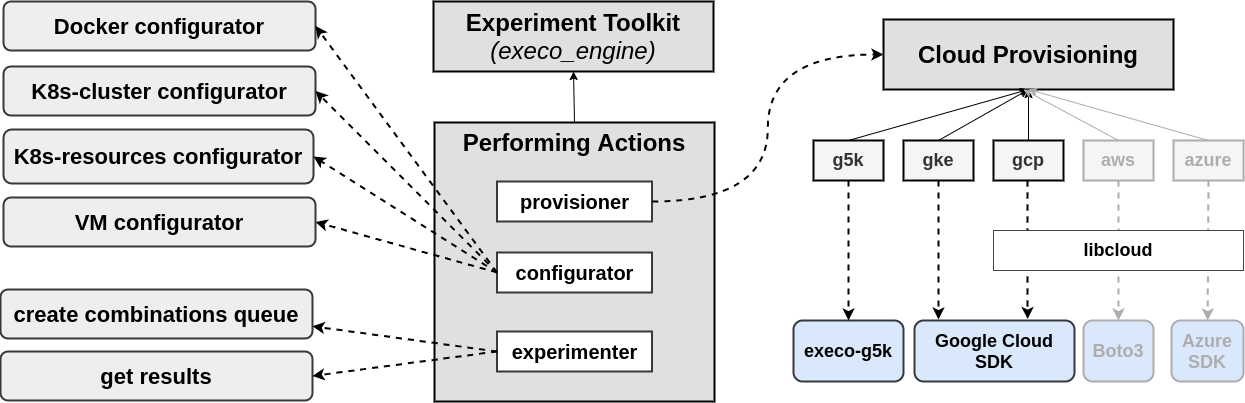 Docker configurator
K8s-cluster configurator
K8s-resources configurator
VM configurator
create combinations queue
get results
Experiment Toolkit
(execo_engine)
Performing Actions
provisioner
configurator
experimenter
Cloud Provisioning
g5k
gke
gcp
aws
azure
libcloud
execo-g5k
Google Cloud
SDK
Boto3
Azure
SDK